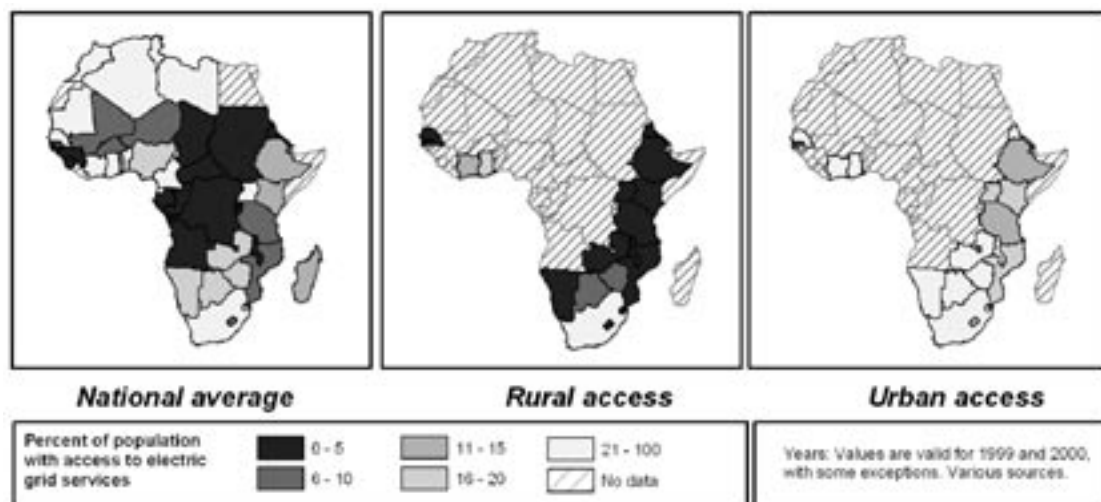 National average
Rural access
Urban access
Percent of population
with access to electric
grid services
0 - 5
11 - 15
21 - 100
6 - 10
16 - 20
No data
Years: Values are valid for 1999 and 2000,
with some exceptions. Various sources.